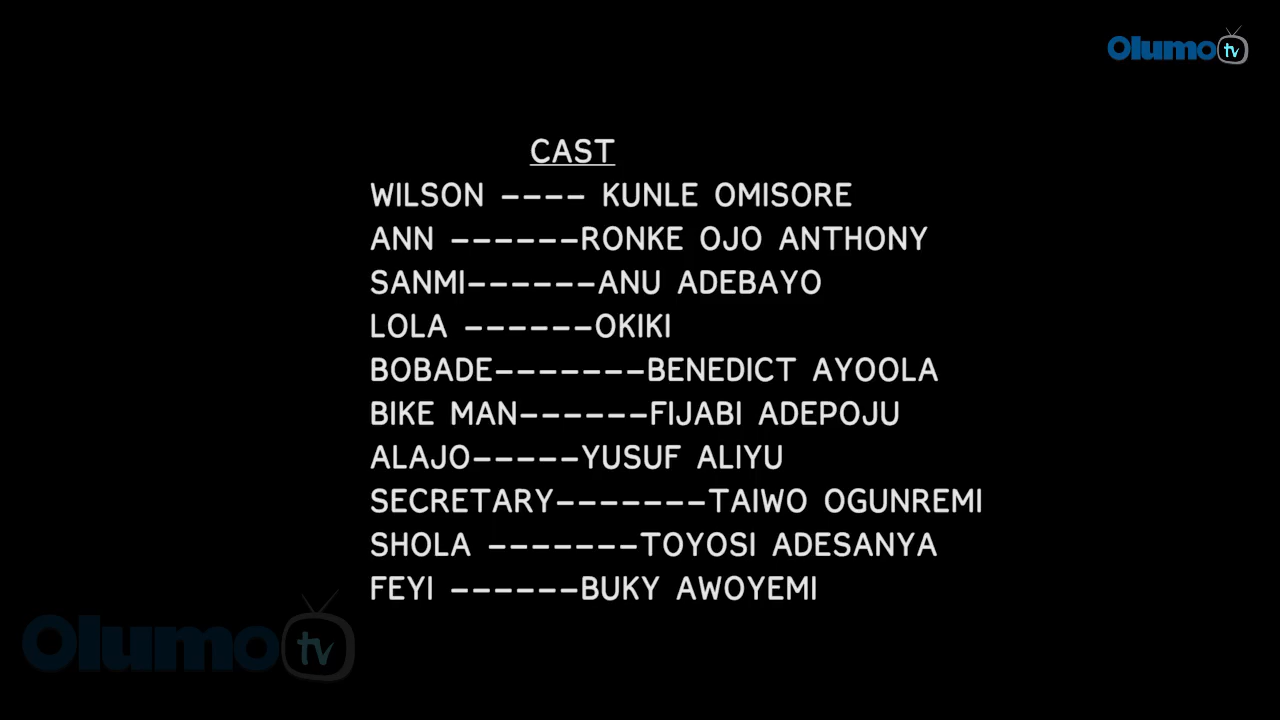 Olumo tv
CAST
WILSON ---- KUNLE OMISORE
ANN ------RONKE OJO ANTHONY
SANMI------ANU ADEBAYO
LOLA ------OKIKI
BOBADE-------BENEDICT AYOOLA
BIKE MAN------FIJABI ADEPOJU
ALAJO-----YUSUF ALIYU
SECRETARY-------TAIWO OGUNREMI
SHOLA -------TOYOSI ADESANYA
FEYI ------BUKY AWOYEMI
Olumo tv